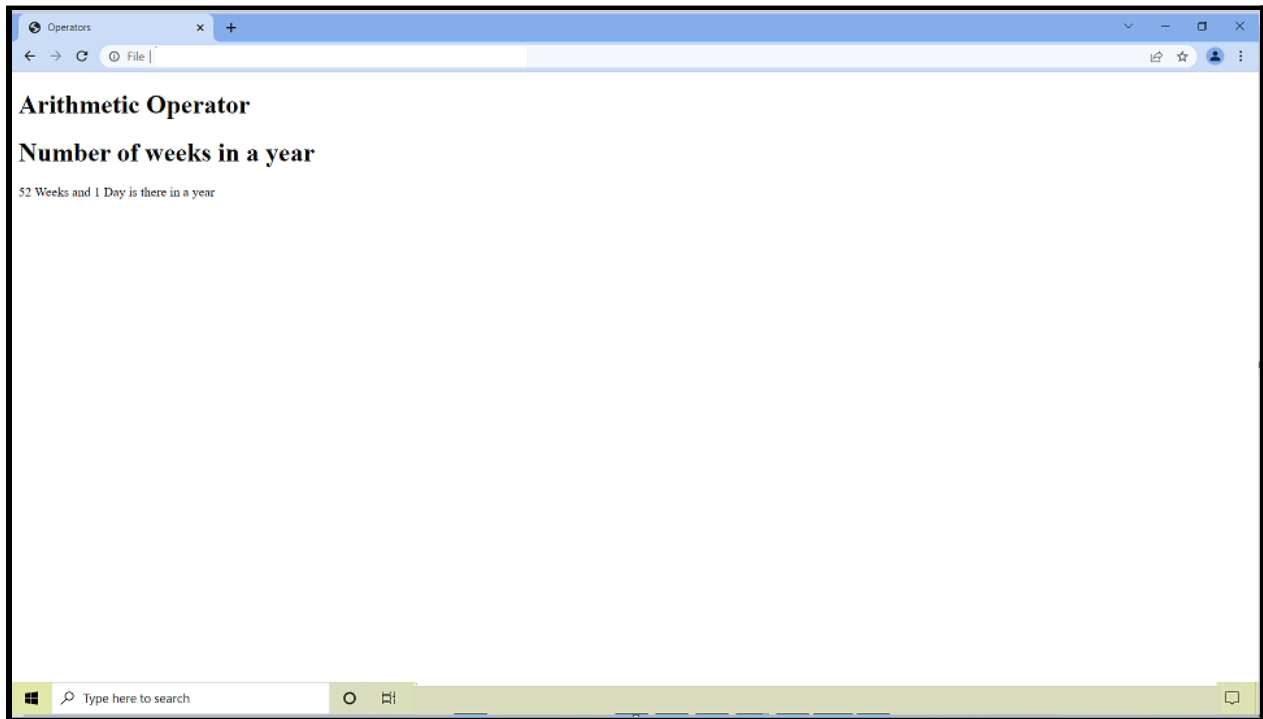 Operators
File
Arithmetic Operator
Number of weeks in a year
52 Weeks and 1 Day is there in a year
Type here to search